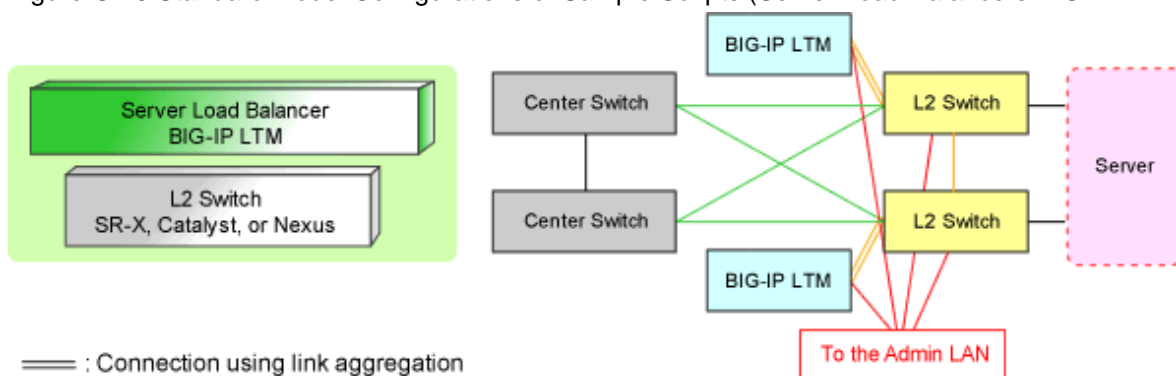 BIG-IP LTM
Server Load Balancer
BIG-IP LTM
L2 Switch
SR-X, Catalyst, or Nexus
Center Switch
L2 Switch
Server
Center Switch
L2 Switch
BIG-IP LTM
To the Admin LAN
: Connection using link aggregation